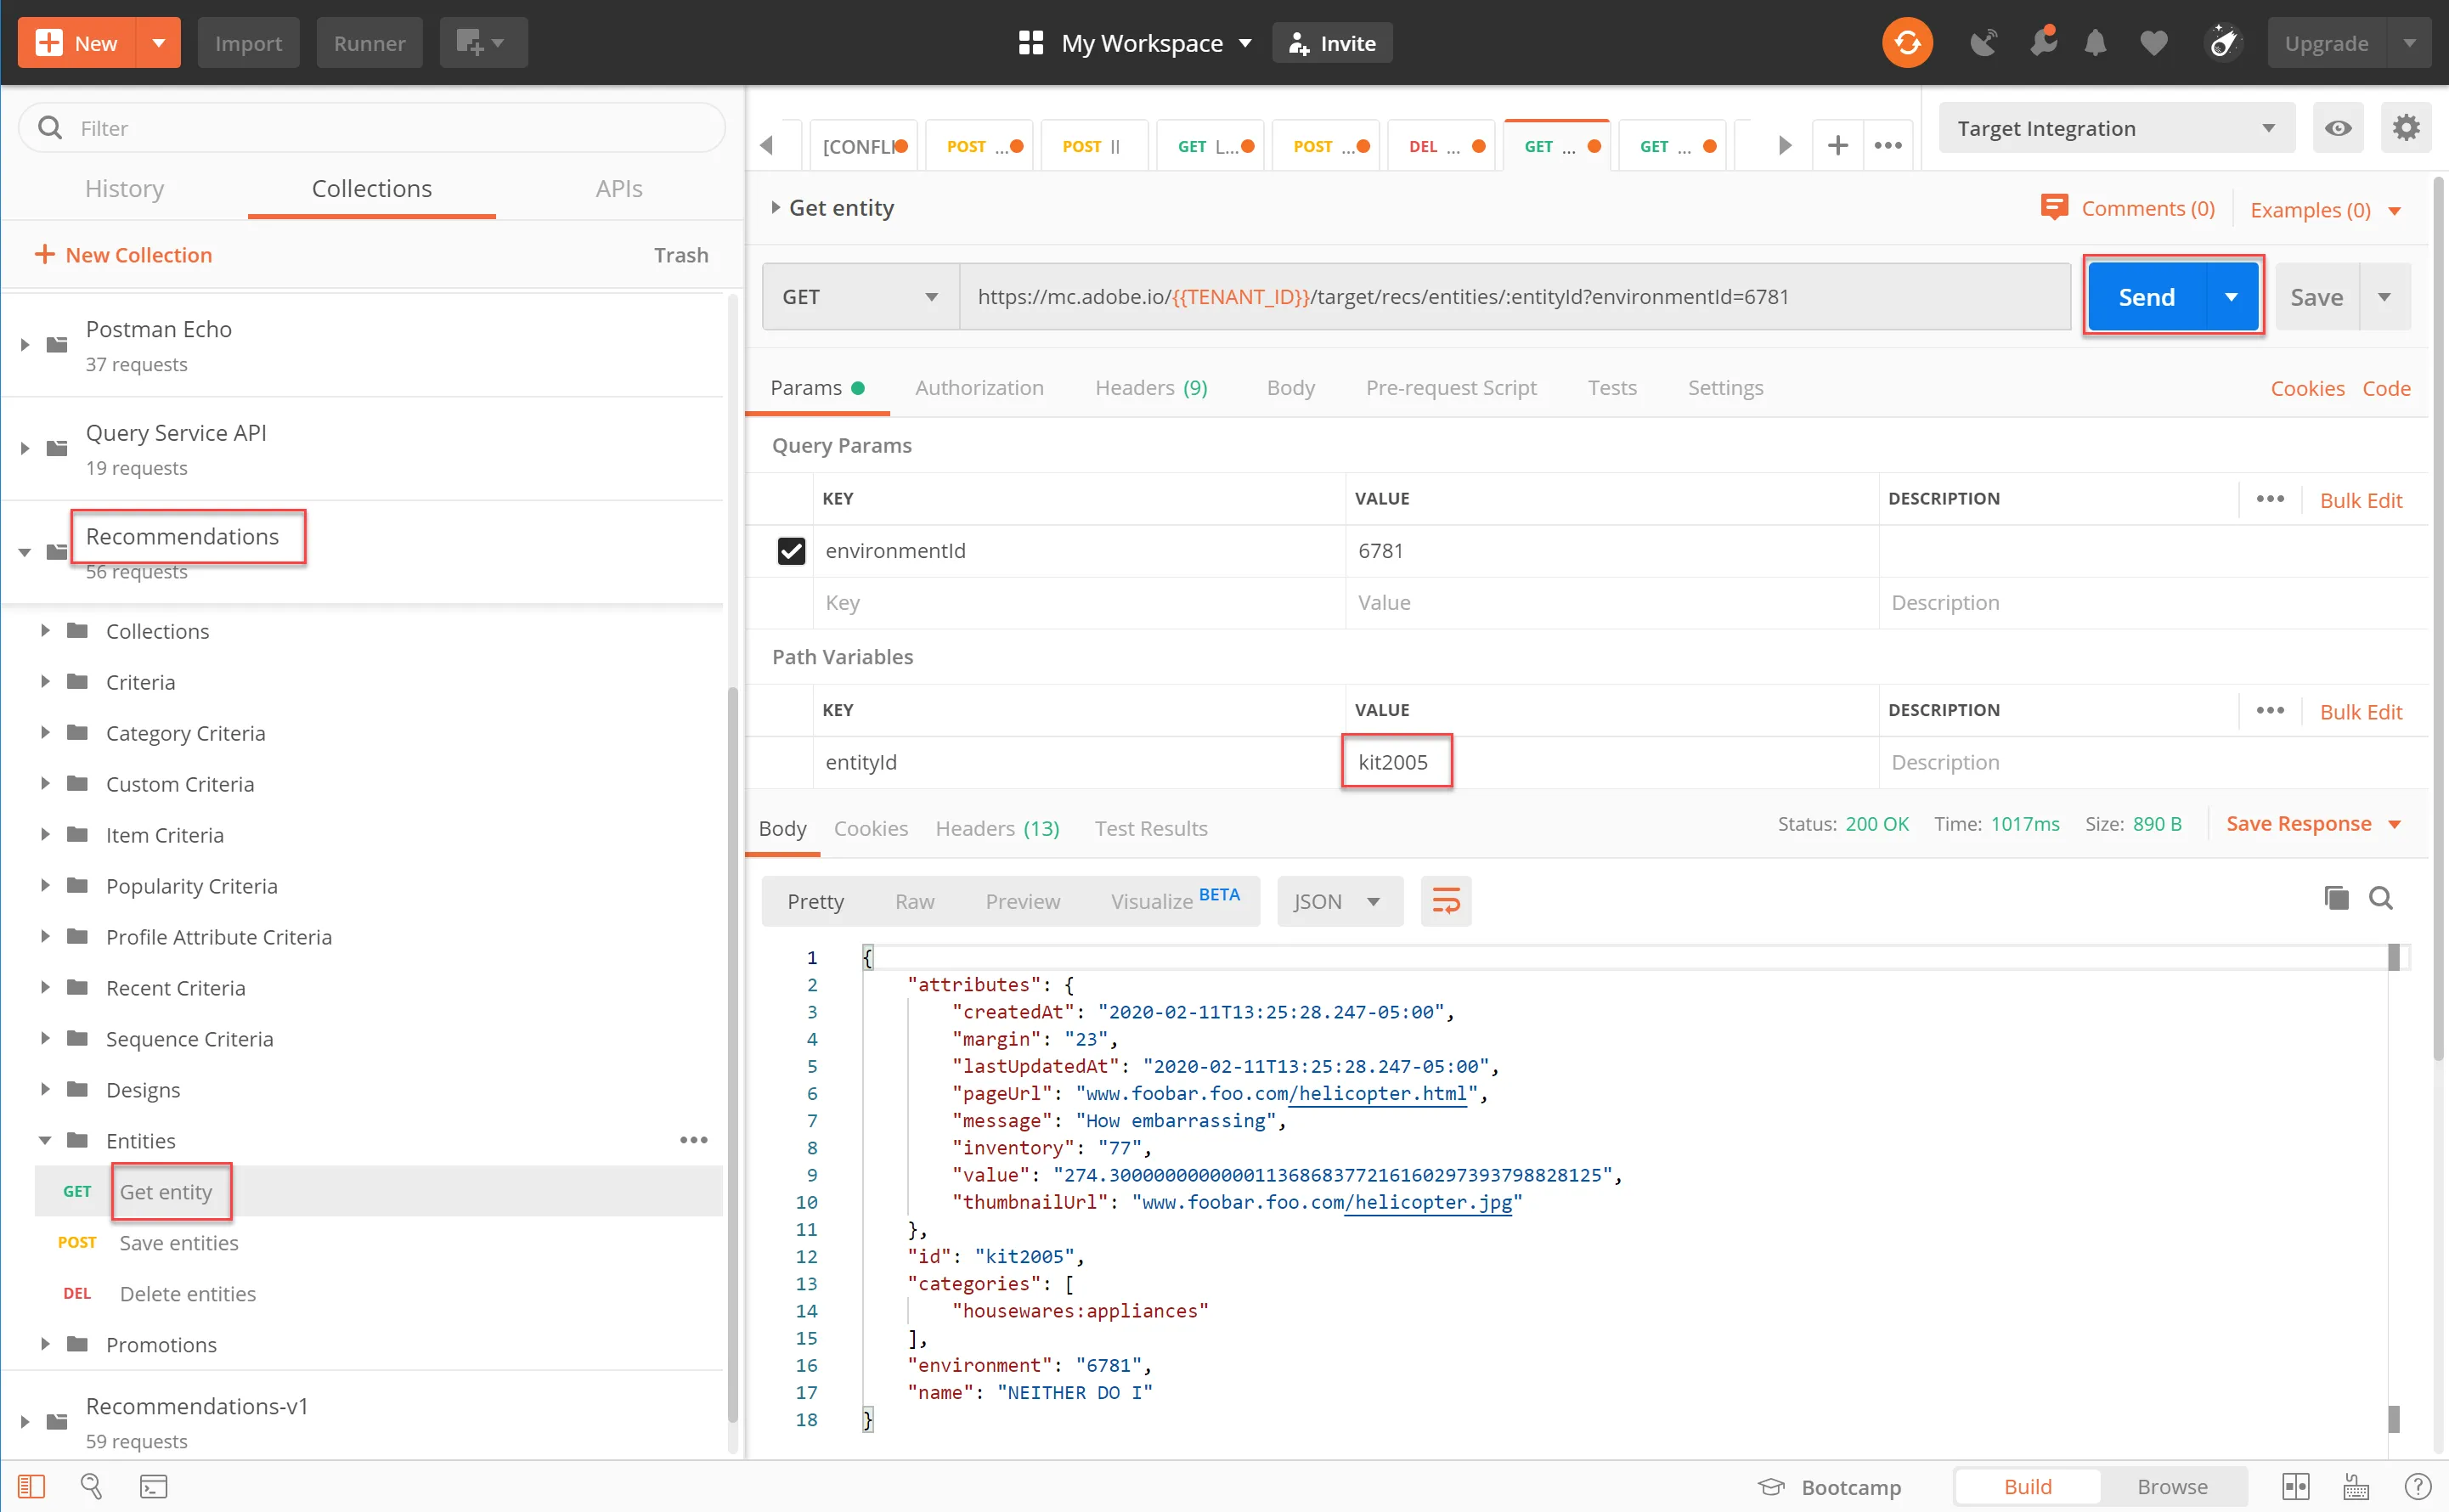 New
Import
Runner
My Workspace
Invite
Upgrade
Filter
History
Collections
APIs
New Collection
Trash
Postman Echo
37 requests
Query Service API
19 requests
Recommendations
56 requests
Collections
Criteria
Category Criteria
Custom Criteria
Item Criteria
Popularity Criteria
Profile Attribute Criteria
Recent Criteria
Sequence Criteria
Designs
Entities
GET Get entity
POST Save entities
DEL Delete entities
Promotions
Recommendations-v1
59 requests
[CONFLI
POST ...
POST ||
GET L...
POST ...
DEL ...
GET ...
GET ...
Target Integration
Get entity
Comments (0)
Examples (0)
GET
https://mc.adobe.io/{{TENANT_ID}}/target/recs/entities/:entityId?environmentId=6781
Send
Save
Params
Authorization
Headers (9)
Body
Pre-request Script
Tests
Settings
Cookies
Code
Query Params
KEY VALUE DESCRIPTION
Bulk Edit
environmentId 6781
Key Value Description
Path Variables
KEY VALUE DESCRIPTION
Bulk Edit
entityId kit2005 Description
Body
Cookies
Headers (13)
Test Results
Status: 200 OK
Time: 1017ms
Size: 890 B
Save Response
Pretty
Raw
Preview
Visualize BETA
JSON
1 {
2 "attributes": {
3 "createdAt": "2020-02-11T13:25:28.247-05:00",
4 "margin": "23",
5 "lastUpdatedAt": "2020-02-11T13:25:28.247-05:00",
6 "pageUrl": "www.foobar.foo.com/helicopter.html",
7 "message": "How embarrassing",
8 "inventory": "77",
9 "value": "274.30000000000001136868377216160297393798828125",
10 "thumbnailUrl": "www.foobar.foo.com/helicopter.jpg"
11 },
12 "id": "kit2005",
13 "categories": [
14 "housewares:appliances"
15 ],
16 "environment": "6781",
17 "name": "NEITHER DO I"
18 }
Bootcamp
Build
Browse